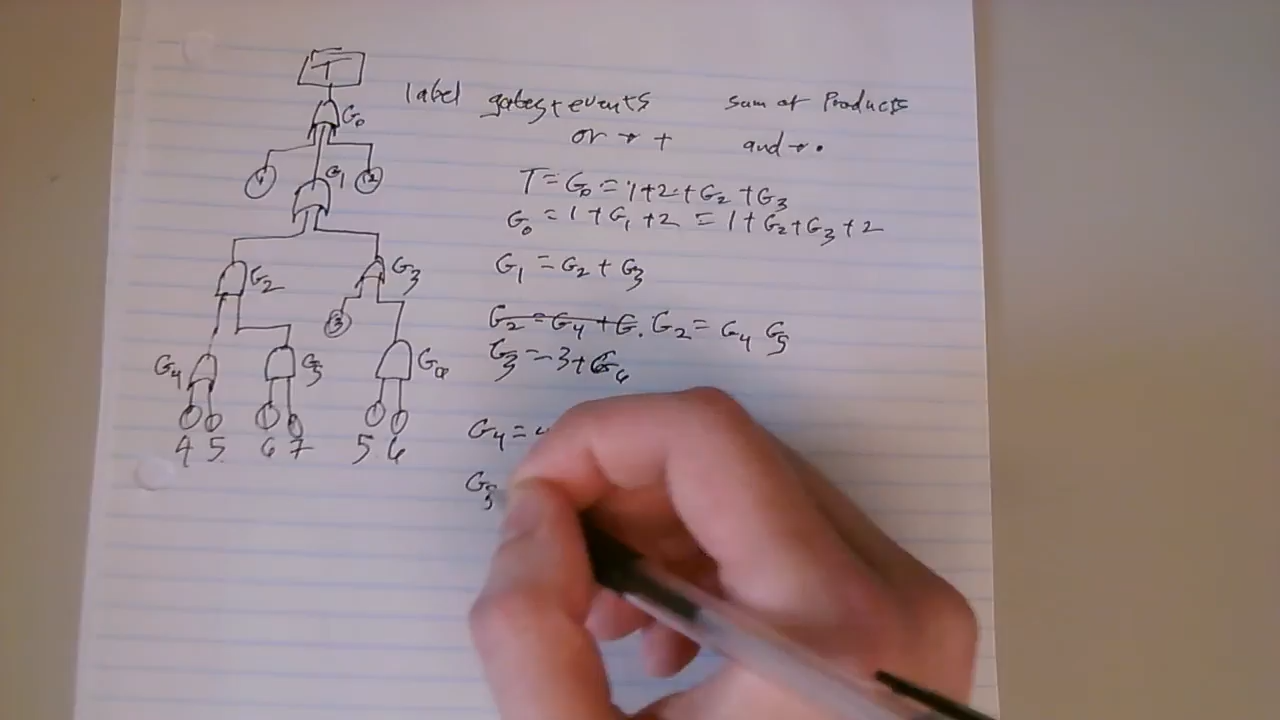 T
label gates + events sum of Products
or → + and → •
G0
1 G1 2
T = G0 = 1+2+G2+G3
G0 = 1+G1+2 = 1+G2+G3+2
G2 G3
G1 = G2 + G3
3
G2 = G4 + G. G2 = G4 G5
G4 G5 G6
G3 = 3+G6
4 5 6 7 5 6
G4 =
G5